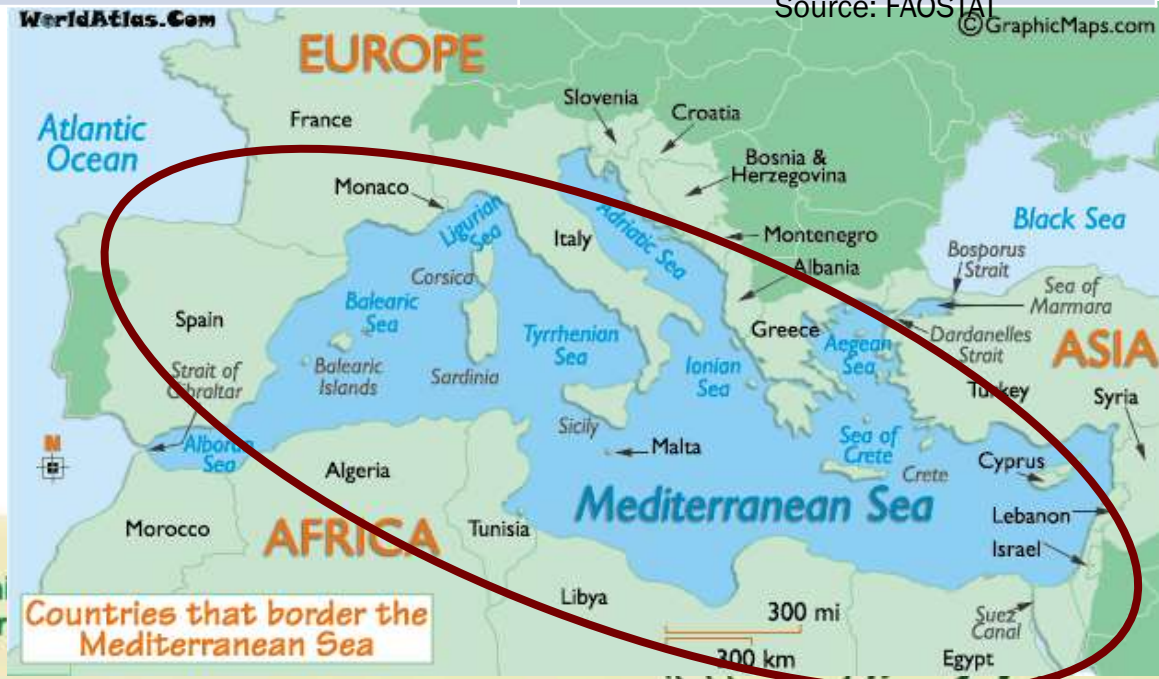 Source: FAOSTAT
WorldAtlas.Com
©GraphicMaps.com
EUROPE
Slovenia
Croatia
France
Atlantic
Ocean
Bosnia &
Herzegovina
Monaco
Ligurian
Sea
Adriatic Sea
Italy
Montenegro
Black Sea
Bosporus
Strait
Albania
Corsica
Sea of
Marmara
Balearic
Sea
Spain
Tyrrhenian
Sea
Greece
Aegean
Sea
Dardanelles
Strait
ASIA
Strait of
Gibraltar
Balearic
Islands
Sardinia
Ionian
Sea
Turkey
Syria
Sicily
Malta
N
Alboran
Sea
Algeria
Sea of
Crete
Crete
Cyprus
Mediterranean Sea
Lebanon
Morocco
AFRICA
Tunisia
Israel
Libya
300 mi
Suez
Canal
Countries that border the
Mediterranean Sea
300 km
Egypt